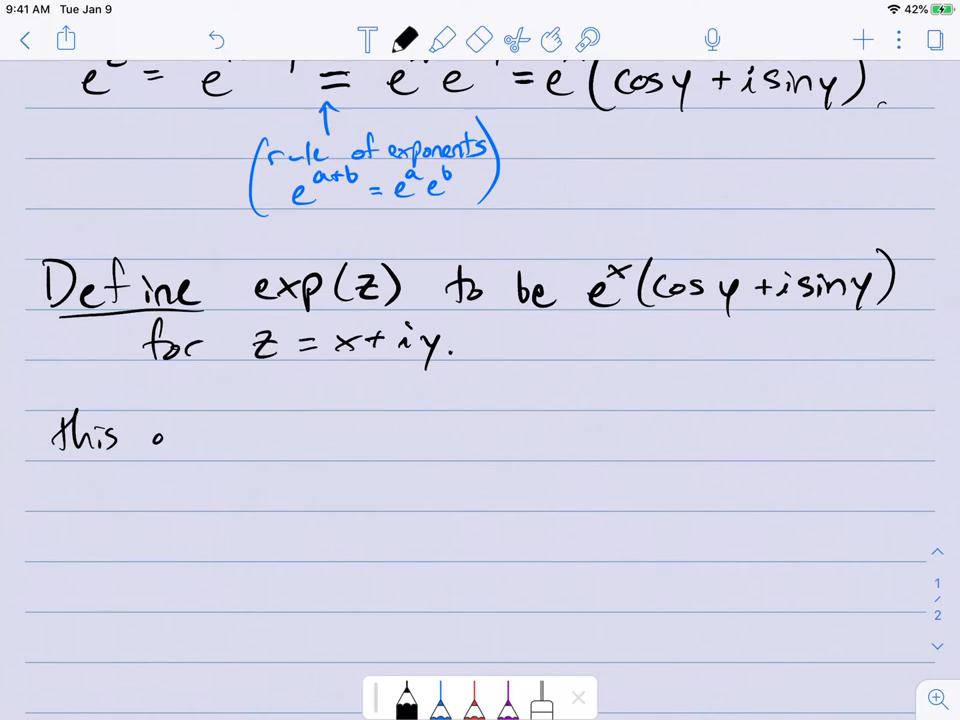 9:41 AM Tue Jan 9
42%
e = e = e e = e (cos y + i sin y).
(rule of exponents
e^{a+b} = e^a e^b)
Define exp(z) to be e^x (cos y + i sin y)
for z = x + iy.
this
1
/
2